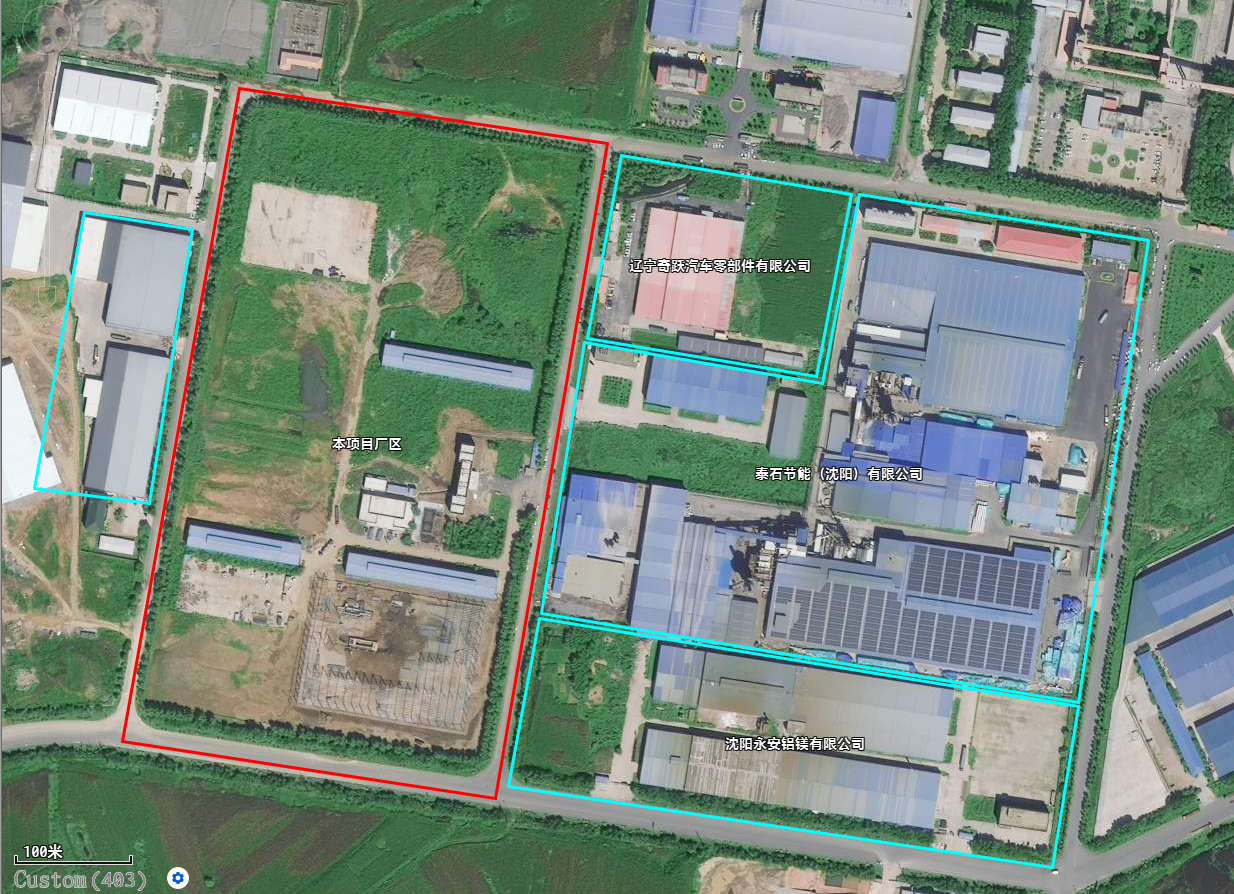 辽宁奇跃汽车零部件有限公司
本项目厂区
泰石节能（沈阳）有限公司
沈阳永安铝镁有限公司
100米
Custom(403)